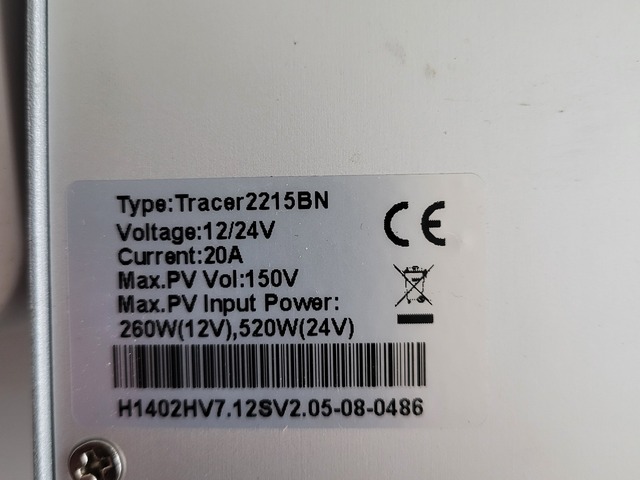 Type:Tracer2215BN
Voltage:12/24V
Current:20A
Max.PV Vol:150V
Max.PV Input Power:
260W(12V),520W(24V)
H1402HV7.12SV2.05-08-0486
CE